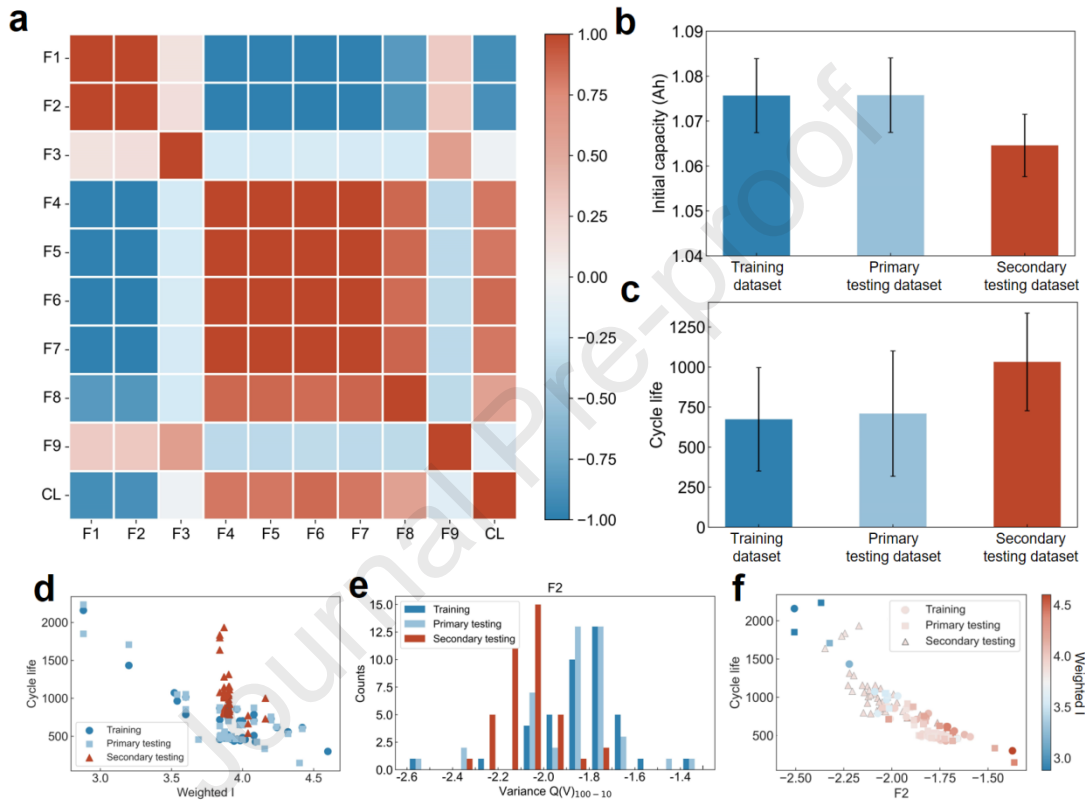 a
F1
F2
F3
F4
F5
F6
F7
F8
F9
CL
F1 F2 F3 F4 F5 F6 F7 F8 F9 CL
1.00
0.75
0.50
0.25
0.00
−0.25
−0.50
−0.75
−1.00
b
Initial capacity (Ah)
1.09
1.08
1.07
1.06
1.05
1.04
Training dataset
Primary testing dataset
Secondary testing dataset
c
Cycle life
1250
1000
750
500
250
0
Training dataset
Primary testing dataset
Secondary testing dataset
d
Cycle life
2000
1500
1000
500
Training
Primary testing
Secondary testing
3.0 3.5 4.0 4.5
Weighted I
e
F2
Counts
15.0
12.5
10.0
7.5
5.0
2.5
0.0
Training
Primary testing
Secondary testing
-2.6 -2.4 -2.2 -2.0 -1.8 -1.6 -1.4
Variance Q(V)100−10
f
Cycle life
2000
1500
1000
500
Training
Primary testing
Secondary testing
−2.50 −2.25 −2.00 −1.75 −1.50
F2
4.5
4.0
3.5
3.0
Weighted I
Journal Pre-proof